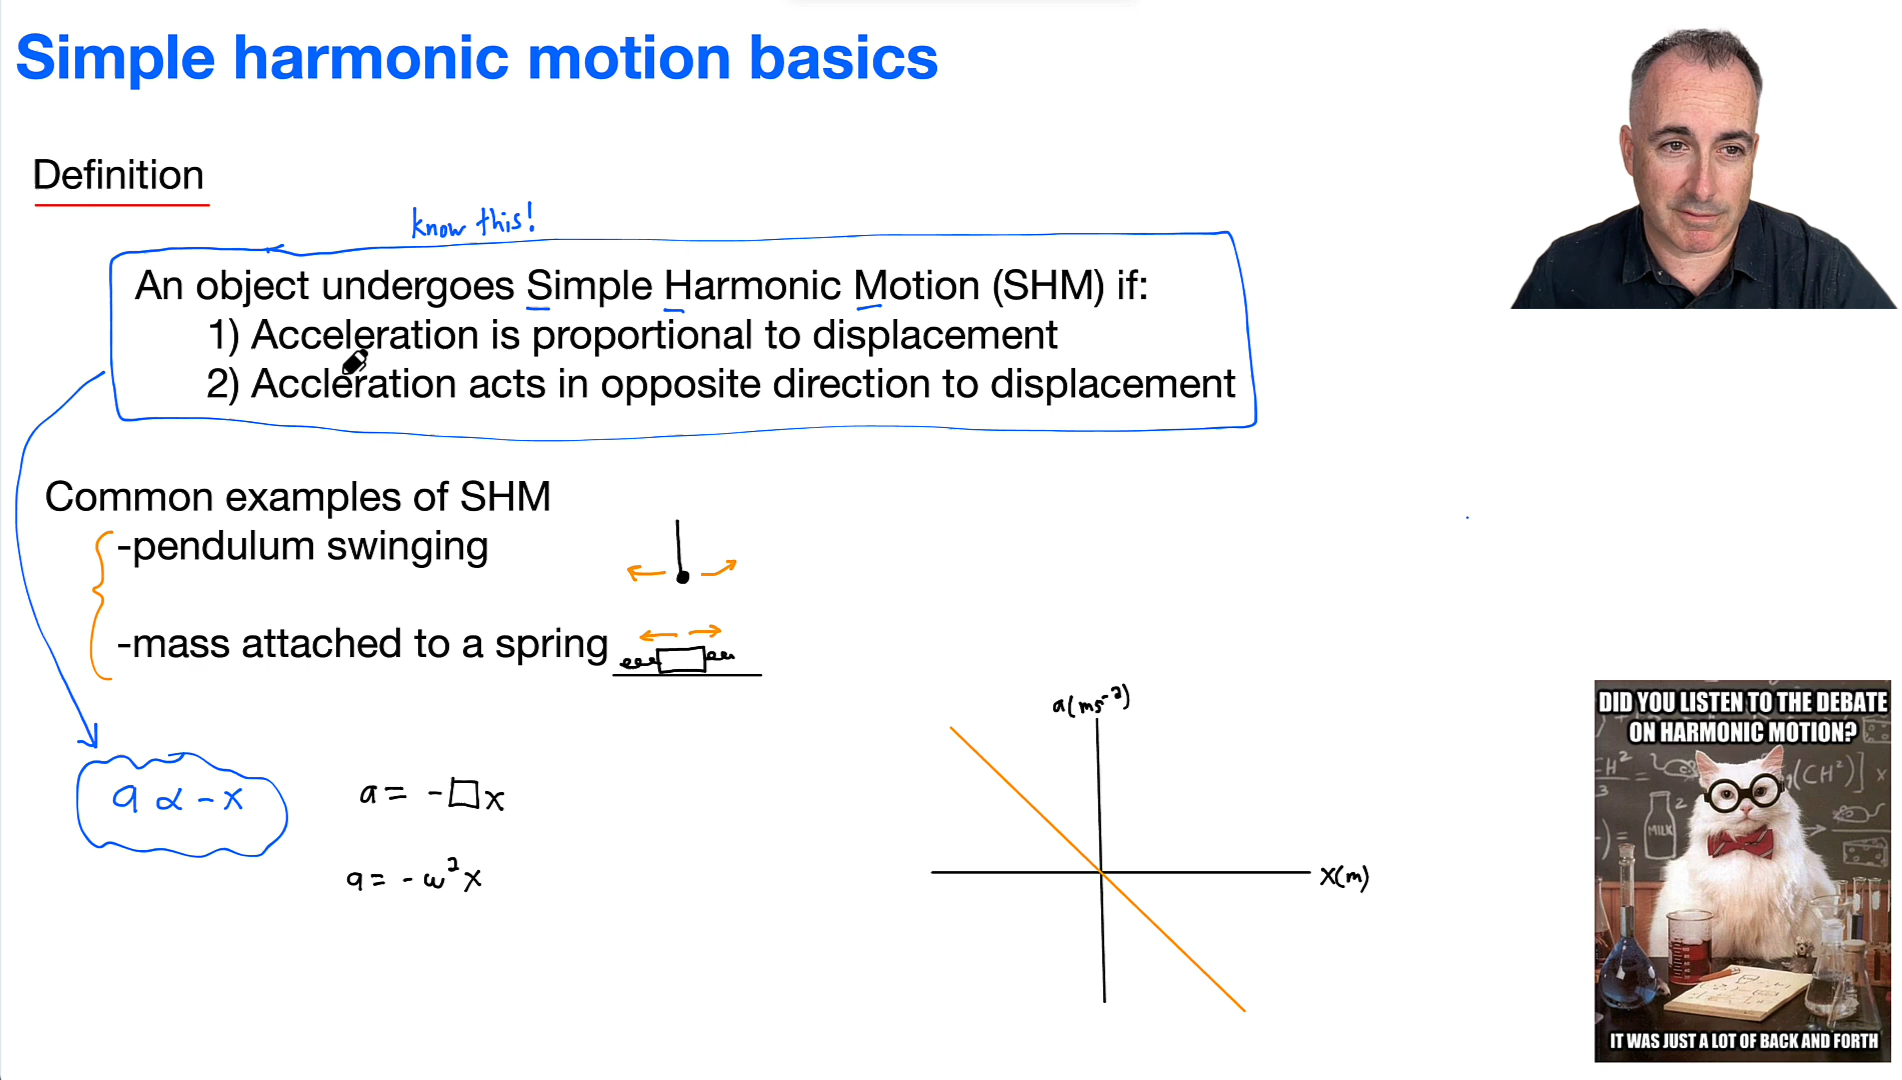 Simple harmonic motion basics
Definition
know this!
An object undergoes Simple Harmonic Motion (SHM) if:
1) Acceleration is proportional to displacement
2) Accleration acts in opposite direction to displacement
Common examples of SHM
-pendulum swinging
-mass attached to a spring
a ∝ -x
a = -□x
a = -ω²x
a(ms⁻²)
x(m)
DID YOU LISTEN TO THE DEBATE
ON HARMONIC MOTION?
MILK
IT WAS JUST A LOT OF BACK AND FORTH